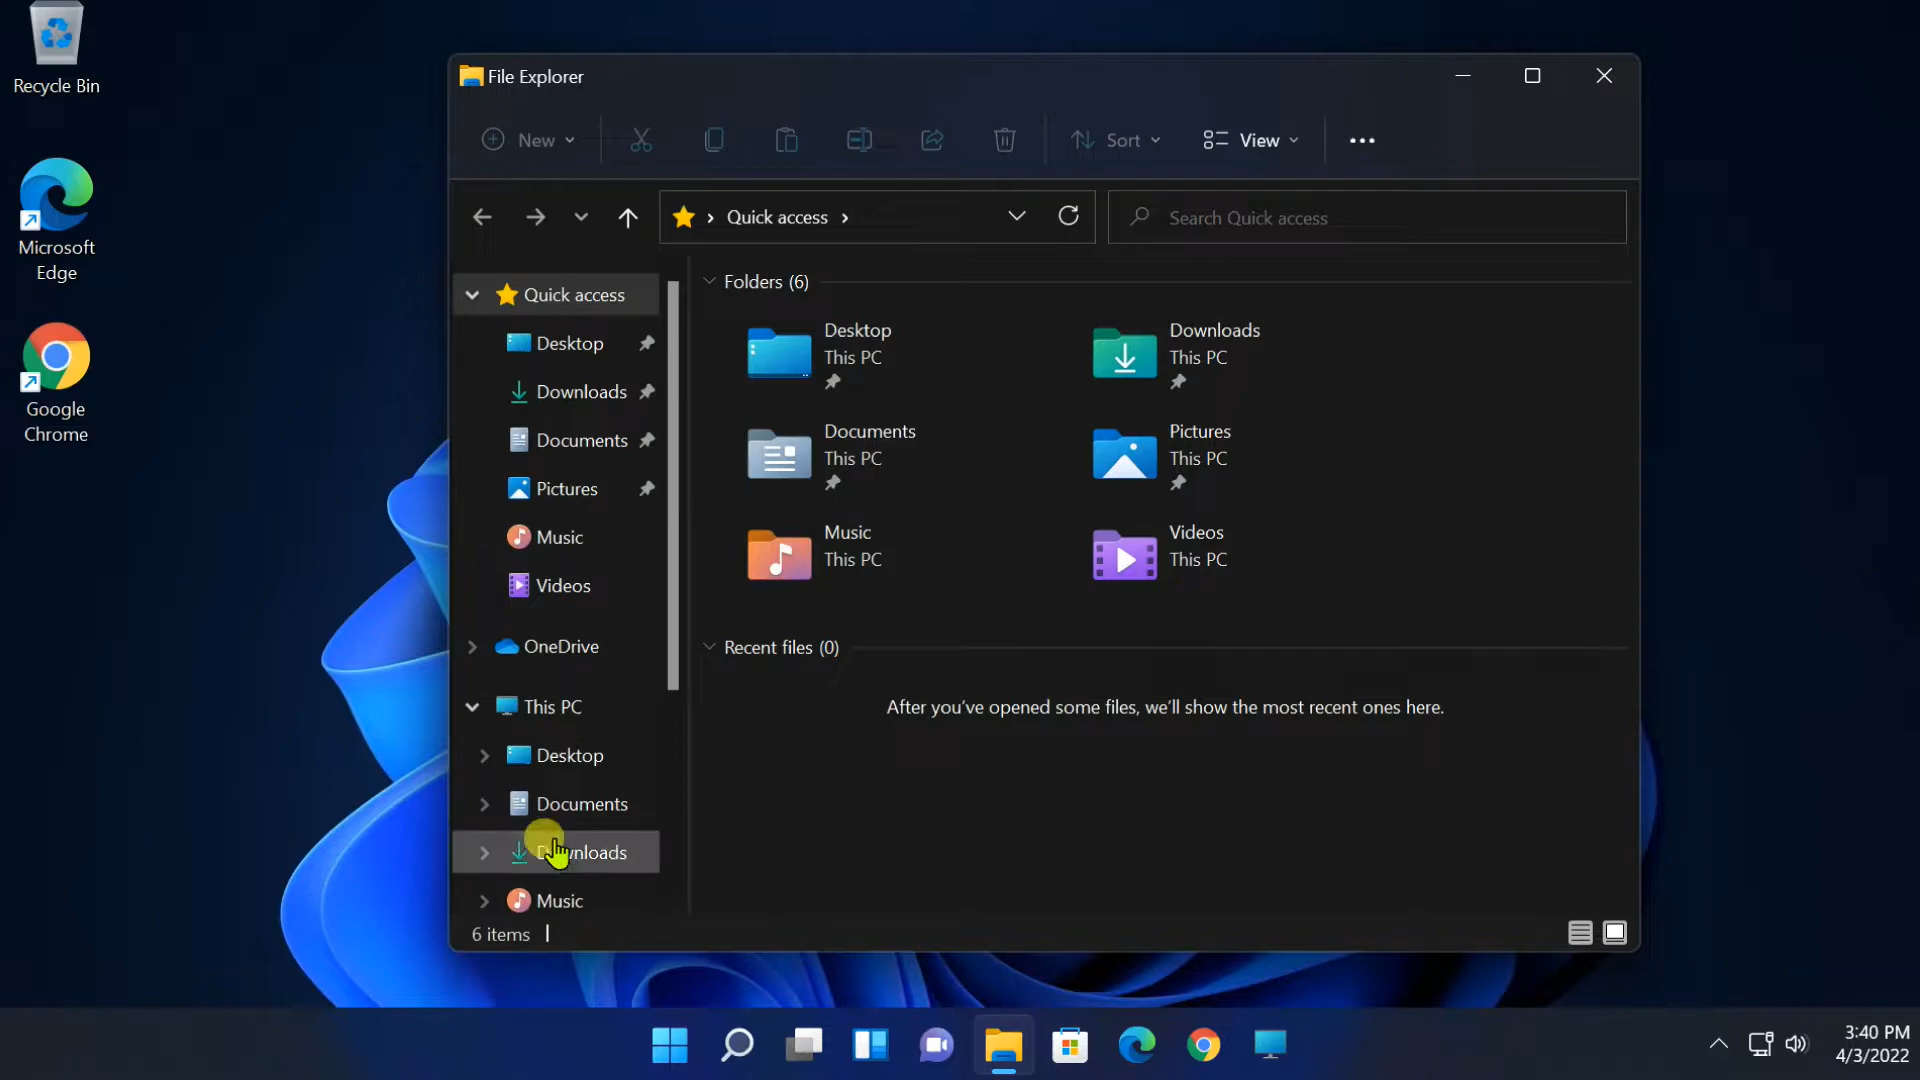 Recycle Bin
Microsoft
Edge
Google
Chrome
File Explorer
New
Sort
View
Quick access
Search Quick access
Quick access
Desktop
Downloads
Documents
Pictures
Music
Videos
OneDrive
This PC
Desktop
Documents
Downloads
Music
Folders (6)
Desktop
This PC
Downloads
This PC
Documents
This PC
Pictures
This PC
Music
This PC
Videos
This PC
Recent files (0)
After you've opened some files, we'll show the most recent ones here.
6 items
3:40 PM
4/3/2022